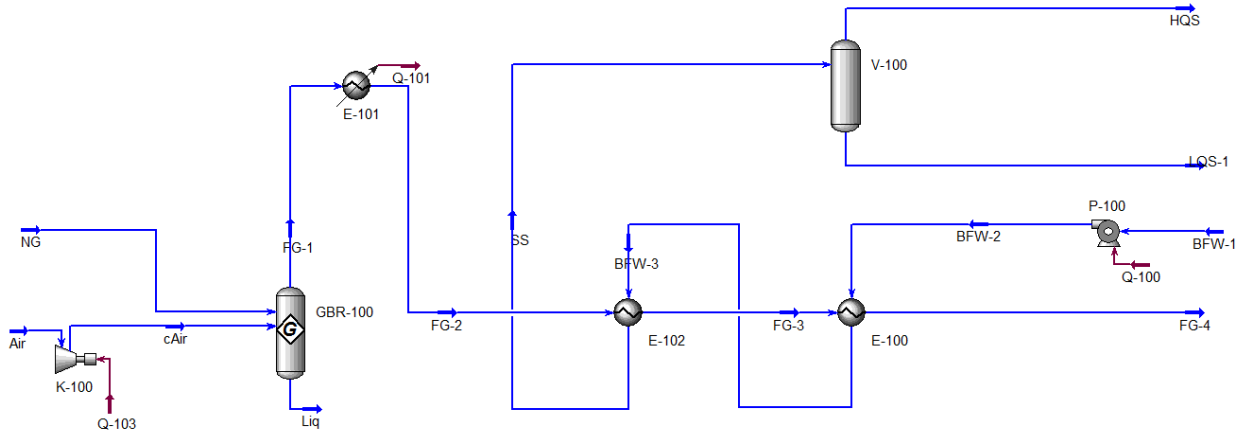 HQS
V-100
Q-101
E-101
LQS-1
P-100
NG
FG-1
SS
BFW-3
BFW-2
BFW-1
Q-100
GBR-100
G
Air
cAir
FG-2
E-102
FG-3
E-100
FG-4
K-100
Q-103
Liq